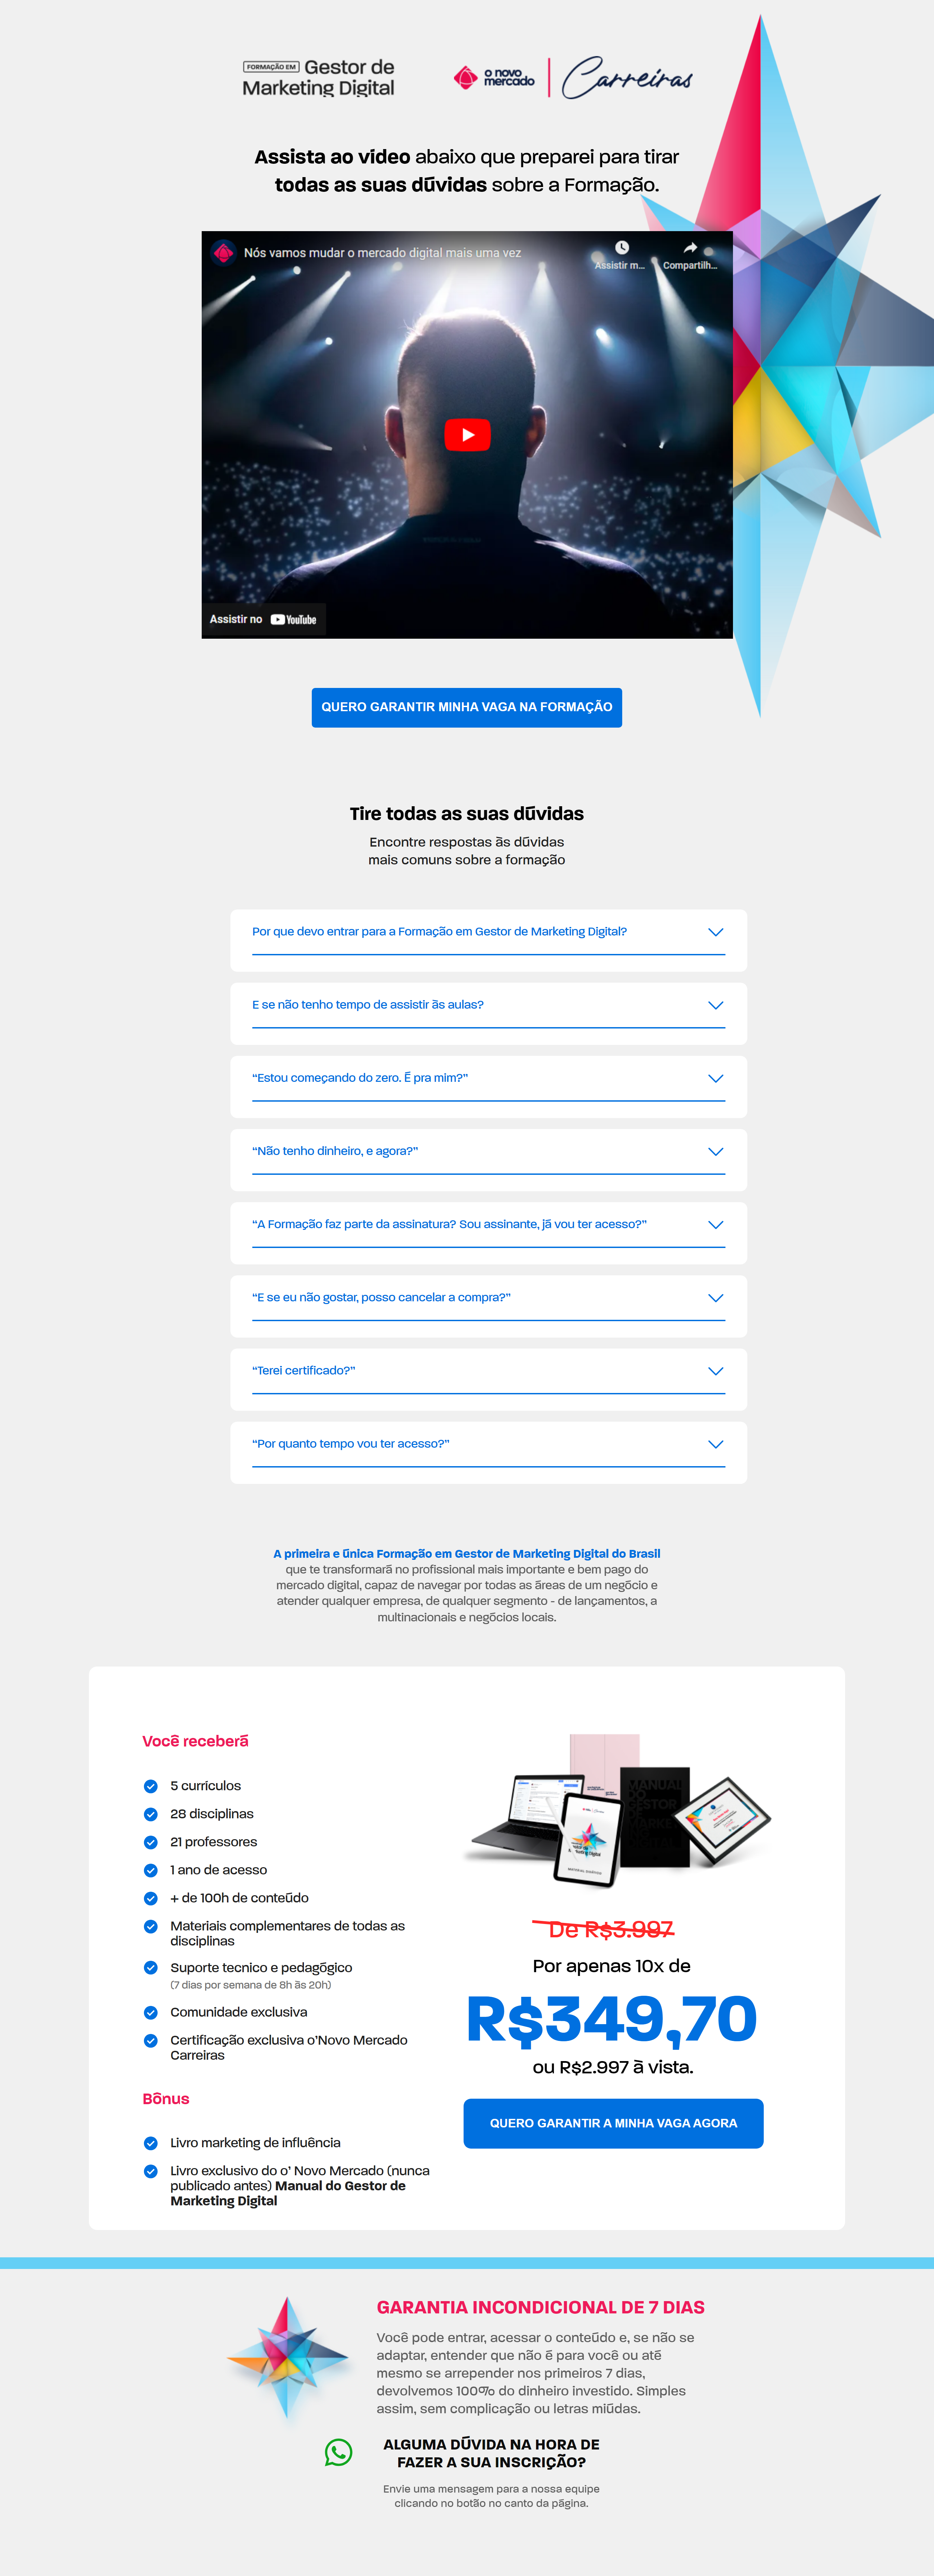 FORMAÇÃO EM Gestor de
Marketing Digital
o novo
mercado
Carreiras
Assista ao vídeo abaixo que preparei para tirar
todas as suas dúvidas sobre a Formação.
Nós vamos mudar o mercado digital mais uma vez
Assistir m...
Compartilh...
Assistir no YouTube
QUERO GARANTIR MINHA VAGA NA FORMAÇÃO
Tire todas as suas dúvidas
Encontre respostas às dúvidas
mais comuns sobre a formação
Por que devo entrar para a Formação em Gestor de Marketing Digital?
E se não tenho tempo de assistir às aulas?
“Estou começando do zero. É pra mim?”
“Não tenho dinheiro, e agora?”
“A Formação faz parte da assinatura? Sou assinante, já vou ter acesso?”
“E se eu não gostar, posso cancelar a compra?”
“Terei certificado?”
“Por quanto tempo vou ter acesso?”
A primeira e única Formação em Gestor de Marketing Digital do Brasil
que te transformará no profissional mais importante e bem pago do
mercado digital, capaz de navegar por todas as áreas de um negócio e
atender qualquer empresa, de qualquer segmento - de lançamentos, a
multinacionais e negócios locais.
Você receberá
5 currículos
28 disciplinas
21 professores
1 ano de acesso
+ de 100h de conteúdo
Materiais complementares de todas as
disciplinas
Suporte tecnico e pedagógico
(7 dias por semana de 8h às 20h)
Comunidade exclusiva
Certificação exclusiva o’Novo Mercado
Carreiras
Bônus
Livro marketing de influência
Livro exclusivo do o’ Novo Mercado (nunca
publicado antes) Manual do Gestor de
Marketing Digital
MANUAL
DO
GESTOR
DE
MARKETING
DIGITAL
De R$3.997
Por apenas 10x de
R$349,70
ou R$2.997 à vista.
QUERO GARANTIR A MINHA VAGA AGORA
GARANTIA INCONDICIONAL DE 7 DIAS
Você pode entrar, acessar o conteúdo e, se não se
adaptar, entender que não é para você ou até
mesmo se arrepender nos primeiros 7 dias,
devolvemos 100% do dinheiro investido. Simples
assim, sem complicação ou letras miúdas.
ALGUMA DÚVIDA NA HORA DE
FAZER A SUA INSCRIÇÃO?
Envie uma mensagem para a nossa equipe
clicando no botão no canto da página.